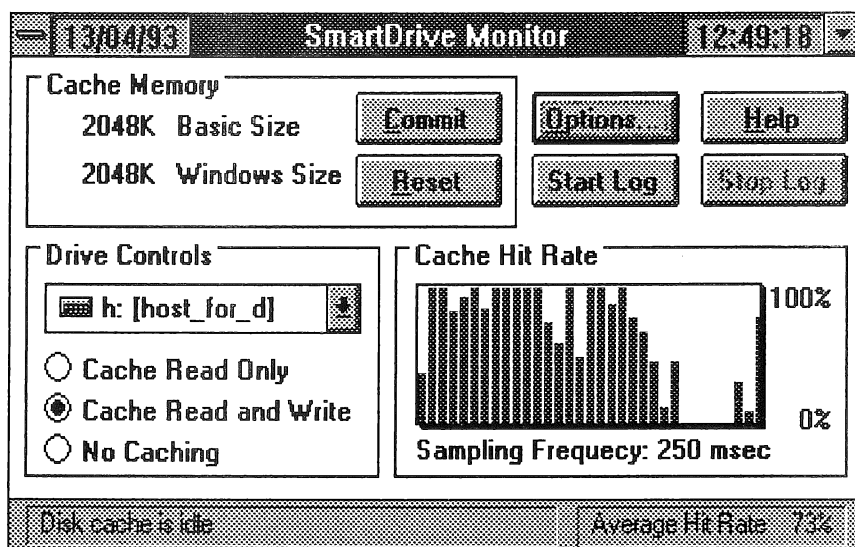 13/04/93 SmartDrive Monitor 12:49:18
Cache Memory
2048K Basic Size
Commit
Options...
Help
2048K Windows Size
Reset
Start Log
Stop Log
Drive Controls
h: [host_for_d]
Cache Read Only
Cache Read and Write
No Caching
Cache Hit Rate
100%
0%
Sampling Frequecy: 250 msec
Disk cache is idle
Average Hit Rate 73%